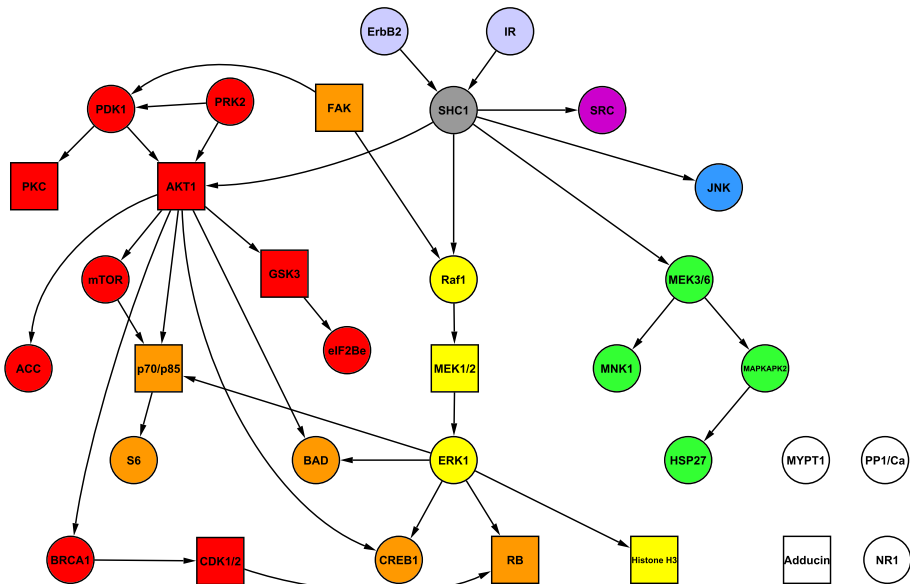 ErbB2
IR
PDK1
PRK2
FAK
SHC1
SRC
PKC
AKT1
JNK
mTOR
GSK3
Raf1
MEK3/6
eIF2Be
ACC
p70/p85
MEK1/2
MNK1
MAPKAPK2
S6
BAD
ERK1
HSP27
MYPT1
PP1/Ca
BRCA1
CDK1/2
CREB1
RB
Histone H3
Adducin
NR1